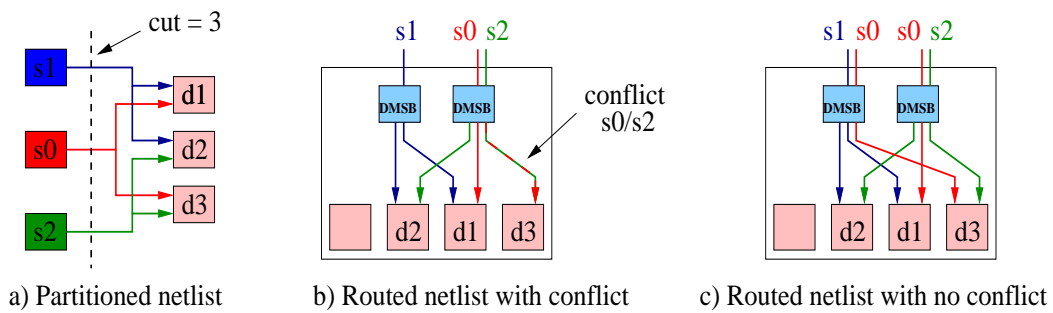 cut = 3
s1
s0
s2
d1
d2
d3
a) Partitioned netlist
s1
s0
s2
DMSB
DMSB
conflict
s0/s2
d2
d1
d3
b) Routed netlist with conflict
s1
s0
s0
s2
DMSB
DMSB
d2
d1
d3
c) Routed netlist with no conflict